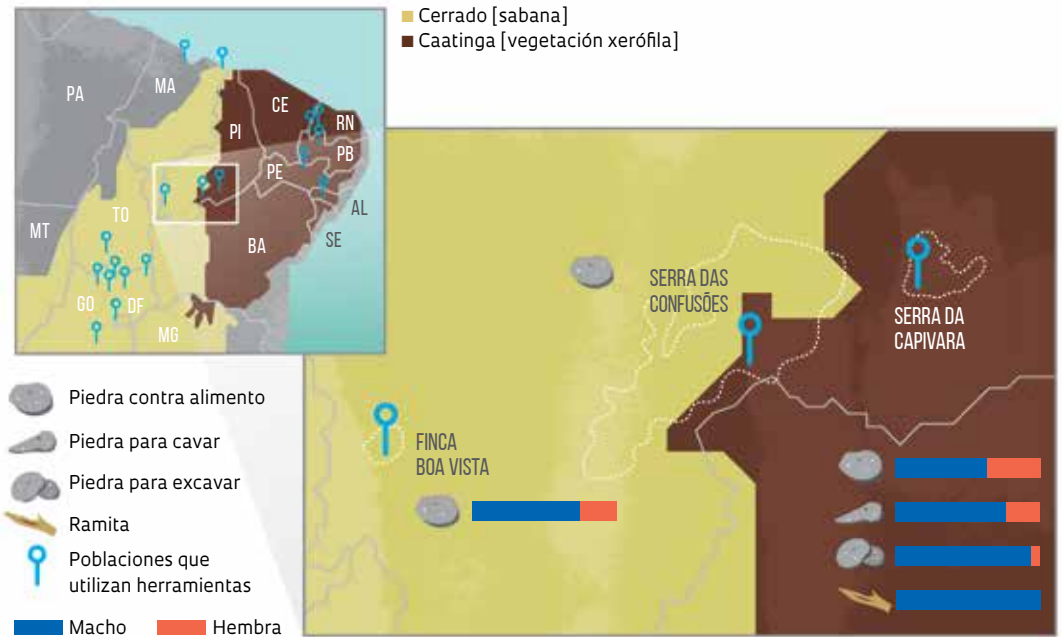 Cerrado [sabana]
Caatinga [vegetación xerófila]
PA
MA
CE
RN
PI
PB
PE
AL
TO
MT
BA
SE
GO
DF
MG
SERRA DAS
CONFUSÕES
SERRA DA
CAPIVARA
FINCA
BOA VISTA
Piedra contra alimento
Piedra para cavar
Piedra para excavar
Ramita
Poblaciones que
utilizan herramientas
Macho
Hembra